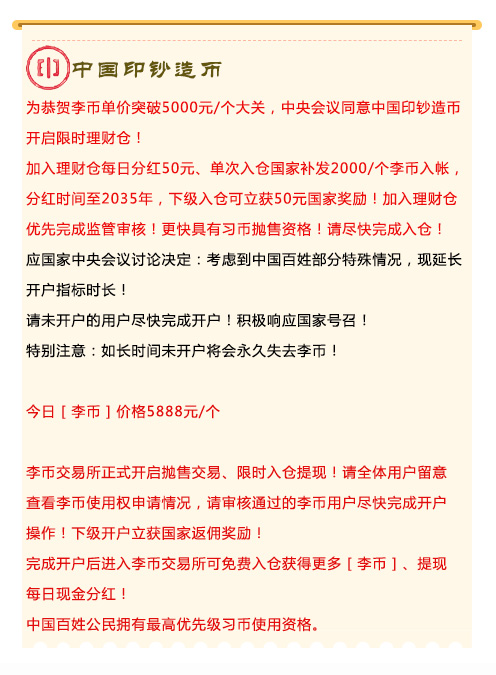 中国印钞造币
为恭贺李币单价突破5000元/个大关，中央会议同意中国印钞造币
开启限时理财仓！
加入理财仓每日分红50元、单次入仓国家补发2000/个李币入帐，
分红时间至2035年，下级入仓可立获50元国家奖励！加入理财仓
优先完成监管审核！更快具有习币抛售资格！请尽快完成入仓！
应国家中央会议讨论决定：考虑到中国百姓部分特殊情况，现延长
开户指标时长！
请未开户的用户尽快完成开户！积极响应国家号召！
特别注意：如长时间未开户将会永久失去李币！
今日［李币］价格5888元/个
李币交易所正式开启抛售交易、限时入仓提现！请全体用户留意
查看李币使用权申请情况，请审核通过的李币用户尽快完成开户
操作！下级开户立获国家返佣奖励！
完成开户后进入李币交易所可免费入仓获得更多［李币］、提现
每日现金分红！
中国百姓公民拥有最高优先级习币使用资格。